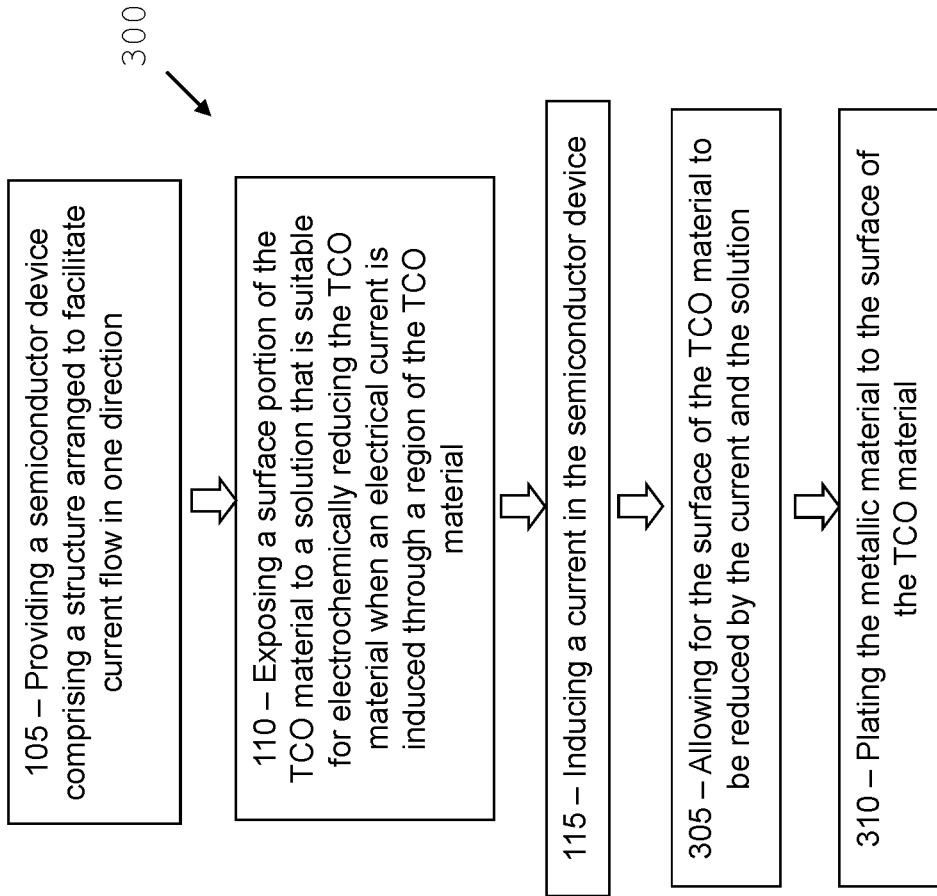 300
105 – Providing a semiconductor device
comprising a structure arranged to facilitate
current flow in one direction
110 – Exposing a surface portion of the
TCO material to a solution that is suitable
for electrochemically reducing the TCO
material when an electrical current is
induced through a region of the TCO
material
115 – Inducing a current in the semiconductor device
305 – Allowing for the surface of the TCO material to
be reduced by the current and the solution
310 – Plating the metallic material to the surface of
the TCO material